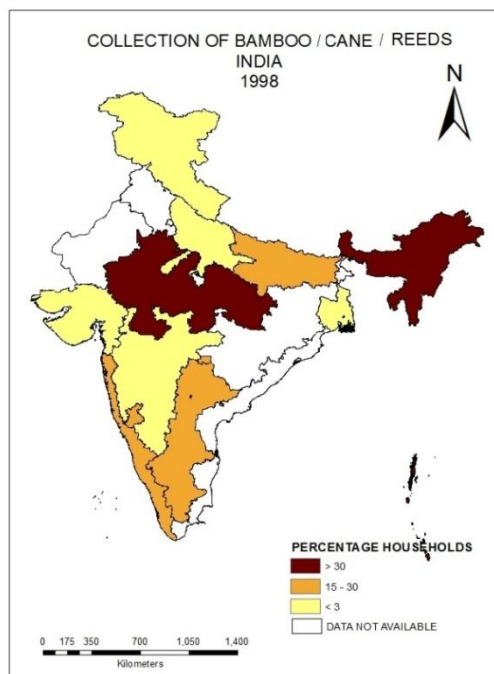 COLLECTION OF BAMBOO / CANE / REEDS
INDIA
1998
N
PERCENTAGE HOUSEHOLDS
> 30
15 - 30
< 3
DATA NOT AVAILABLE
0 175 350 700 1,050 1,400
Kilometers